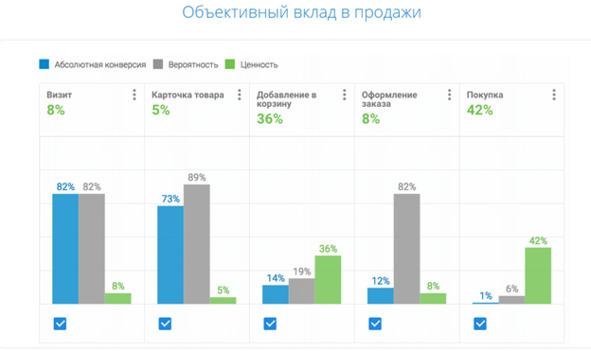 Объективный вклад в продажи
Абсолютная конверсия Вероятность Ценность
Визит
8%
Карточка товара
5%
Добавление в
корзину
36%
Оформление
заказа
8%
Покупка
42%
82% 82% 8%
73% 89% 5%
14% 19% 36%
12% 82% 8%
1% 6% 42%